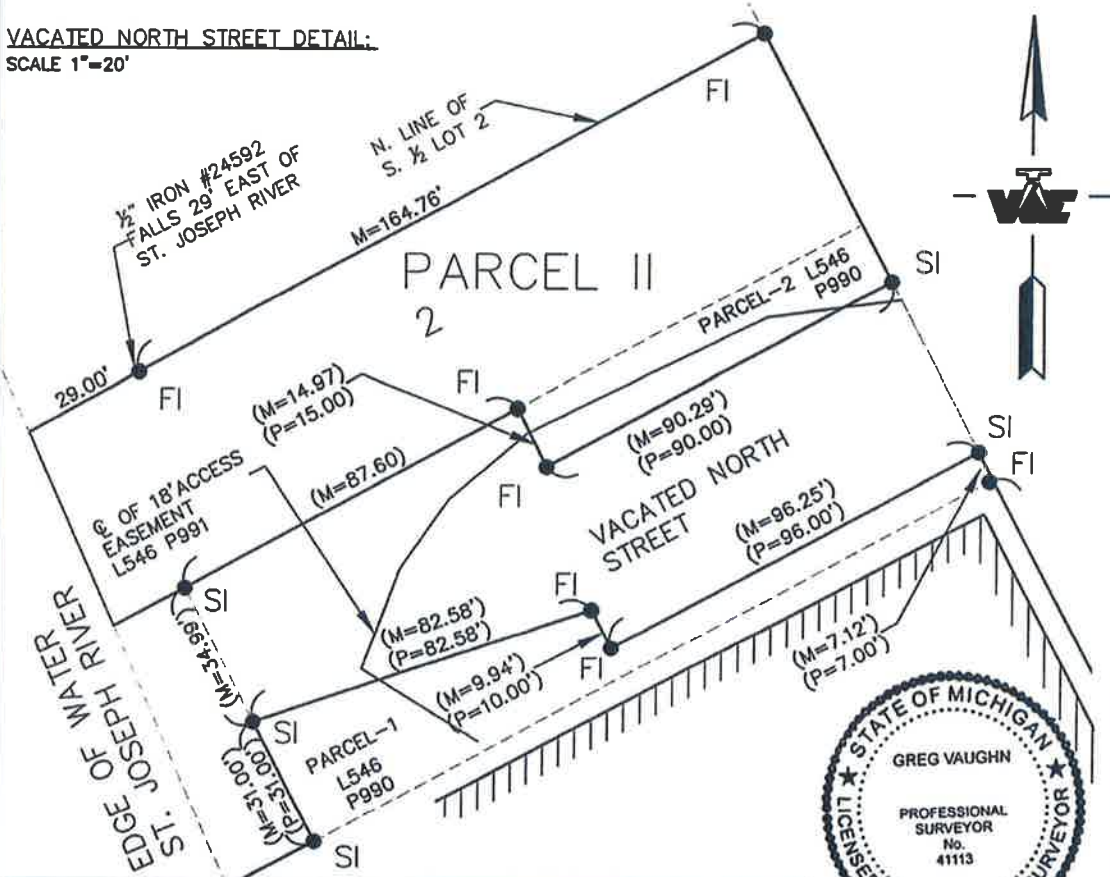 VACATED NORTH STREET DETAIL:
SCALE 1"=20'
FI
N. LINE OF
S. ½ LOT 2
½" IRON #24592
FALLS 29' EAST OF
ST. JOSEPH RIVER
M=164.76'
PARCEL II
2
PARCEL-2 L546
P990
SI
29.00'
FI
FI
(M=14.97)
(P=15.00)
(M=90.29')
(P=90.00)
SI
FI
(M=87.60)
FI
VACATED NORTH
STREET
℄ OF 18' ACCESS
EASEMENT
L546 P991
(M=96.25')
(P=96.00')
SI
FI
(M=34.99')
(M=82.58')
(P=82.58')
FI
(M=9.94')
(P=10.00')
(M=7.12')
(P=7.00')
EDGE OF WATER
ST. JOSEPH RIVER
SI
PARCEL-1
L546
P990
(M=31.00')
(P=31.00')
SI
STATE OF MICHIGAN
GREG VAUGHN
PROFESSIONAL
SURVEYOR
No.
41113